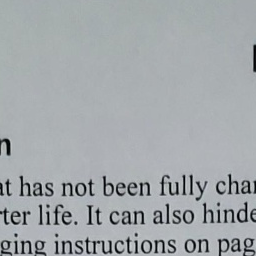 n
at has not been fully char
rter life. It can also hinde
ging instructions on pag